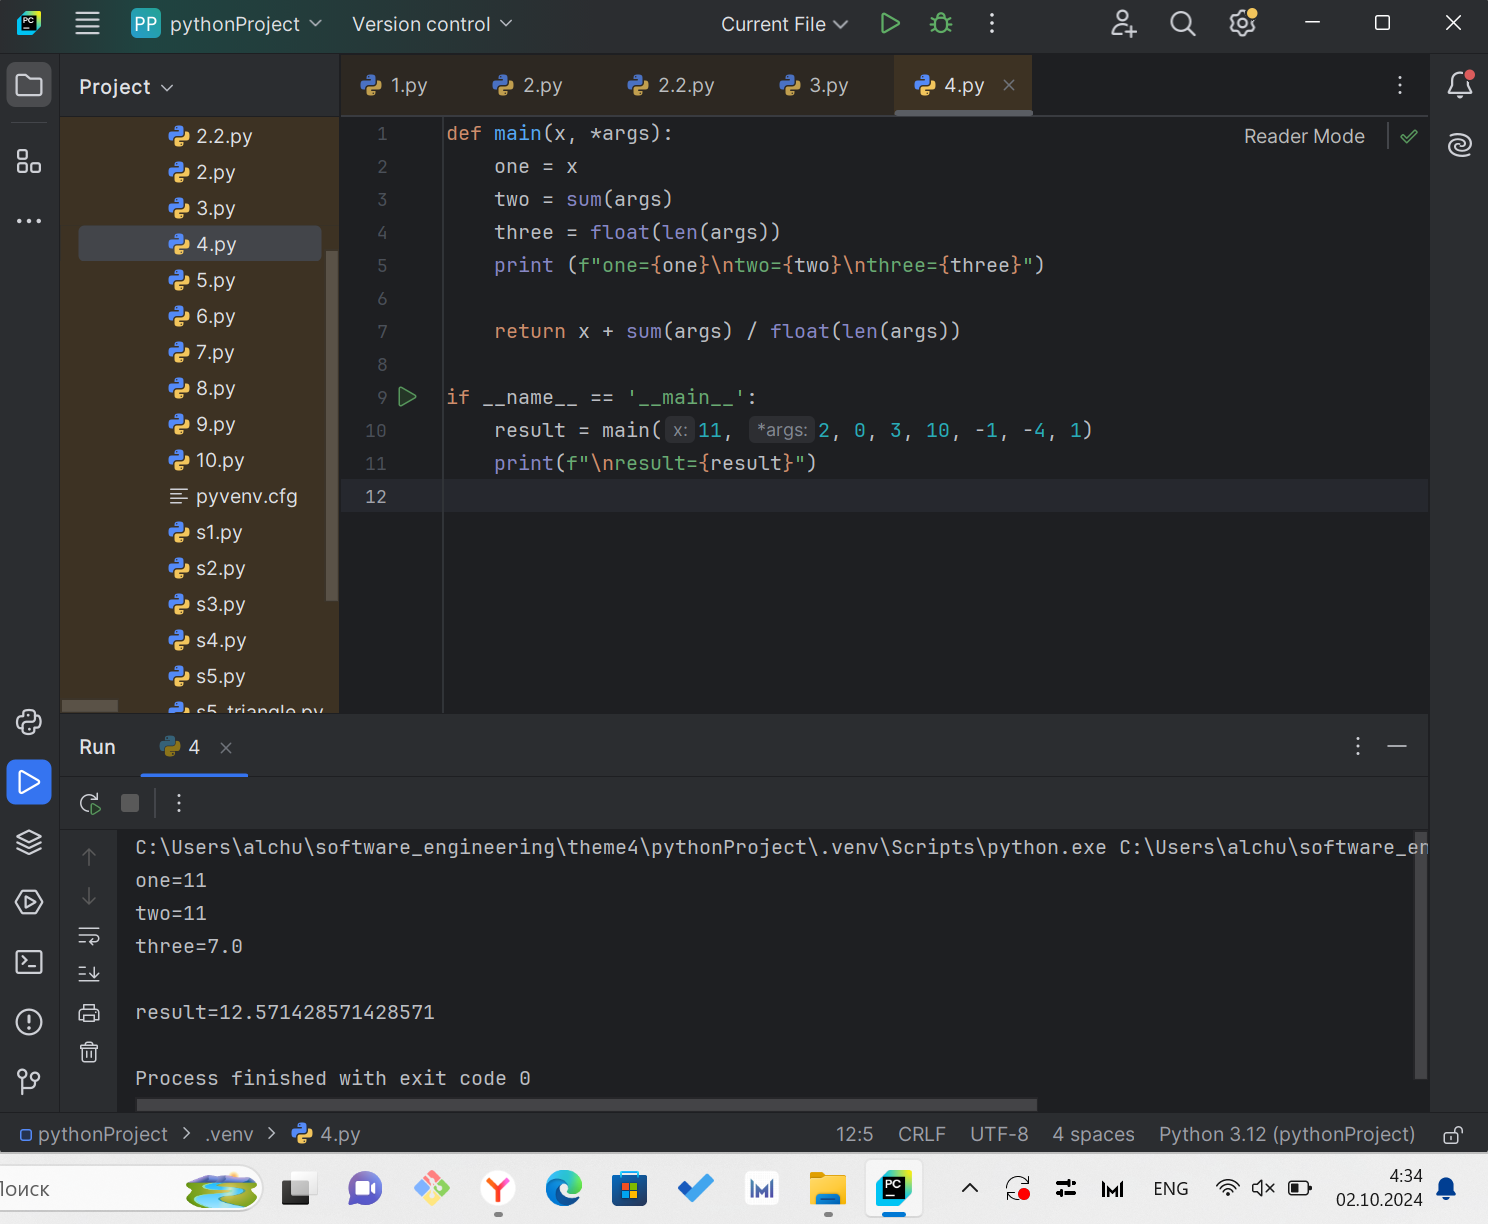 PC
PP pythonProject Version control Current File
Project
1.py 2.py 2.2.py 3.py 4.py
2.2.py
2.py
3.py
4.py
5.py
6.py
7.py
8.py
9.py
10.py
pyvenv.cfg
s1.py
s2.py
s3.py
s4.py
s5.py
s5_triangle.py
Reader Mode
1 def main(x, *args):
2     one = x
3     two = sum(args)
4     three = float(len(args))
5     print (f"one={one}\ntwo={two}\nthree={three}")
6
7     return x + sum(args) / float(len(args))
8
9 if __name__ == '__main__':
10     result = main( x: 11, *args: 2, 0, 3, 10, -1, -4, 1)
11     print(f"\nresult={result}")
12
Run 4
C:\Users\alchu\software_engineering\theme4\pythonProject\.venv\Scripts\python.exe C:\Users\alchu\software_en
one=11
two=11
three=7.0
result=12.571428571428571
Process finished with exit code 0
pythonProject > .venv > 4.py 12:5 CRLF UTF-8 4 spaces Python 3.12 (pythonProject)
Поиск PC ENG 4:34
02.10.2024